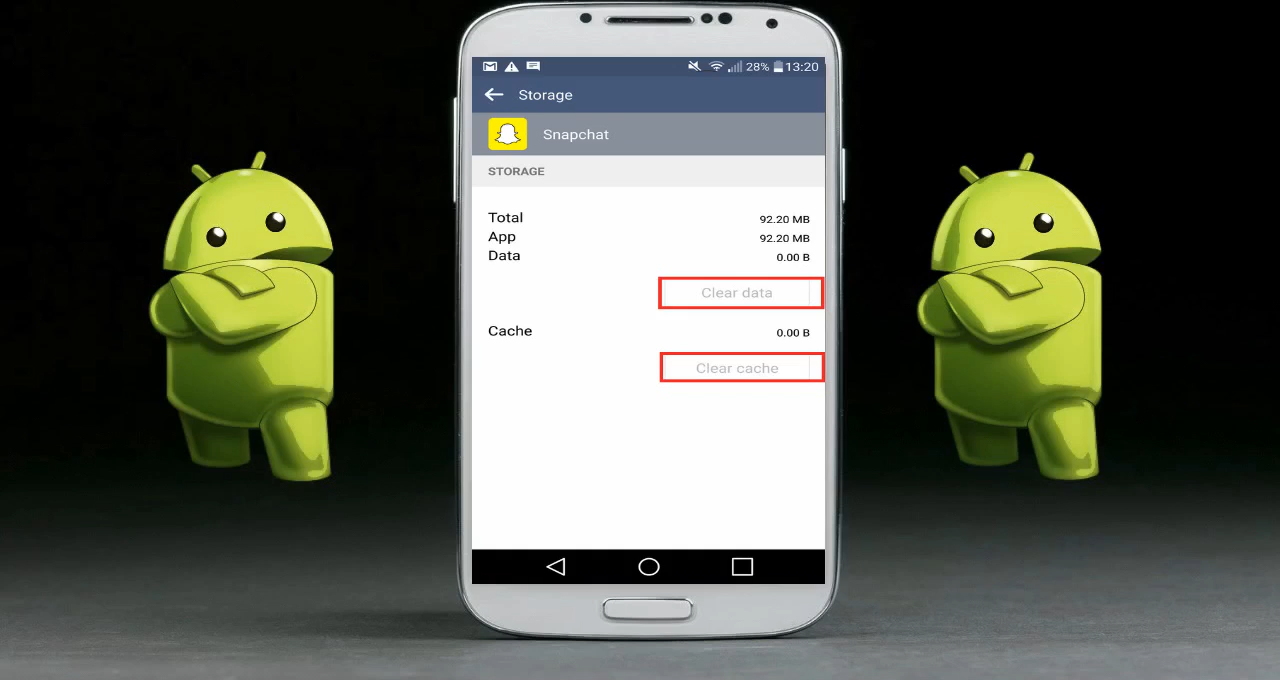 28% 13:20
Storage
Snapchat
STORAGE
Total 92.20 MB
App 92.20 MB
Data 0.00 B
Clear data
Cache 0.00 B
Clear cache